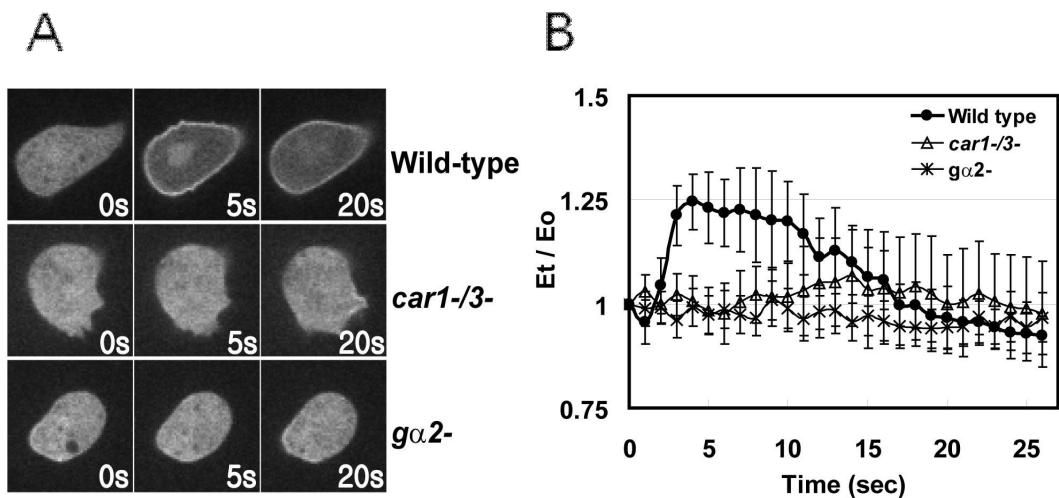 A
0s
5s
20s
Wild-type
0s
5s
20s
car1-/3-
0s
5s
20s
gα2-
B
1.5
1.25
1
0.75
Et / Eo
Wild type
car1-/3-
gα2-
0
5
10
15
20
25
Time (sec)